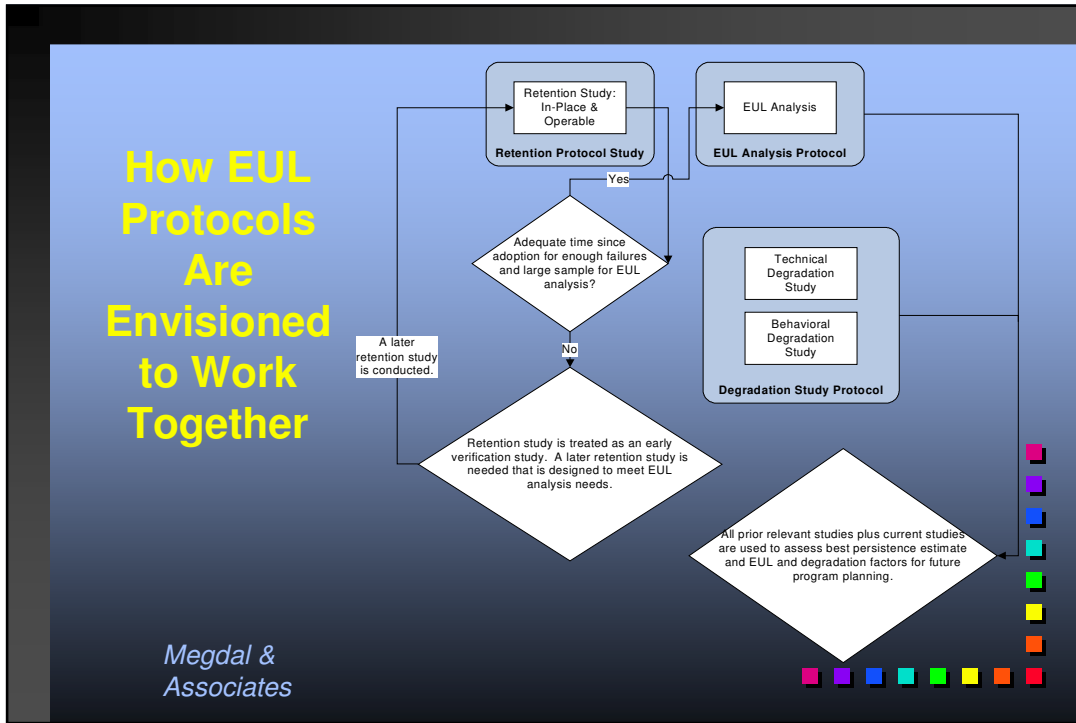 How EUL
Protocols
Are
Envisioned
to Work
Together
Retention Study:
In-Place &
Operable
Retention Protocol Study
EUL Analysis
EUL Analysis Protocol
Yes
Adequate time since
adoption for enough failures
and large sample for EUL
analysis?
No
A later
retention study
is conducted.
Technical
Degradation
Study
Behavioral
Degradation
Study
Degradation Study Protocol
Retention study is treated as an early
verification study. A later retention study is
needed that is designed to meet EUL
analysis needs.
All prior relevant studies plus current studies
are used to assess best persistence estimate
and EUL and degradation factors for future
program planning.
Megdal &
Associates